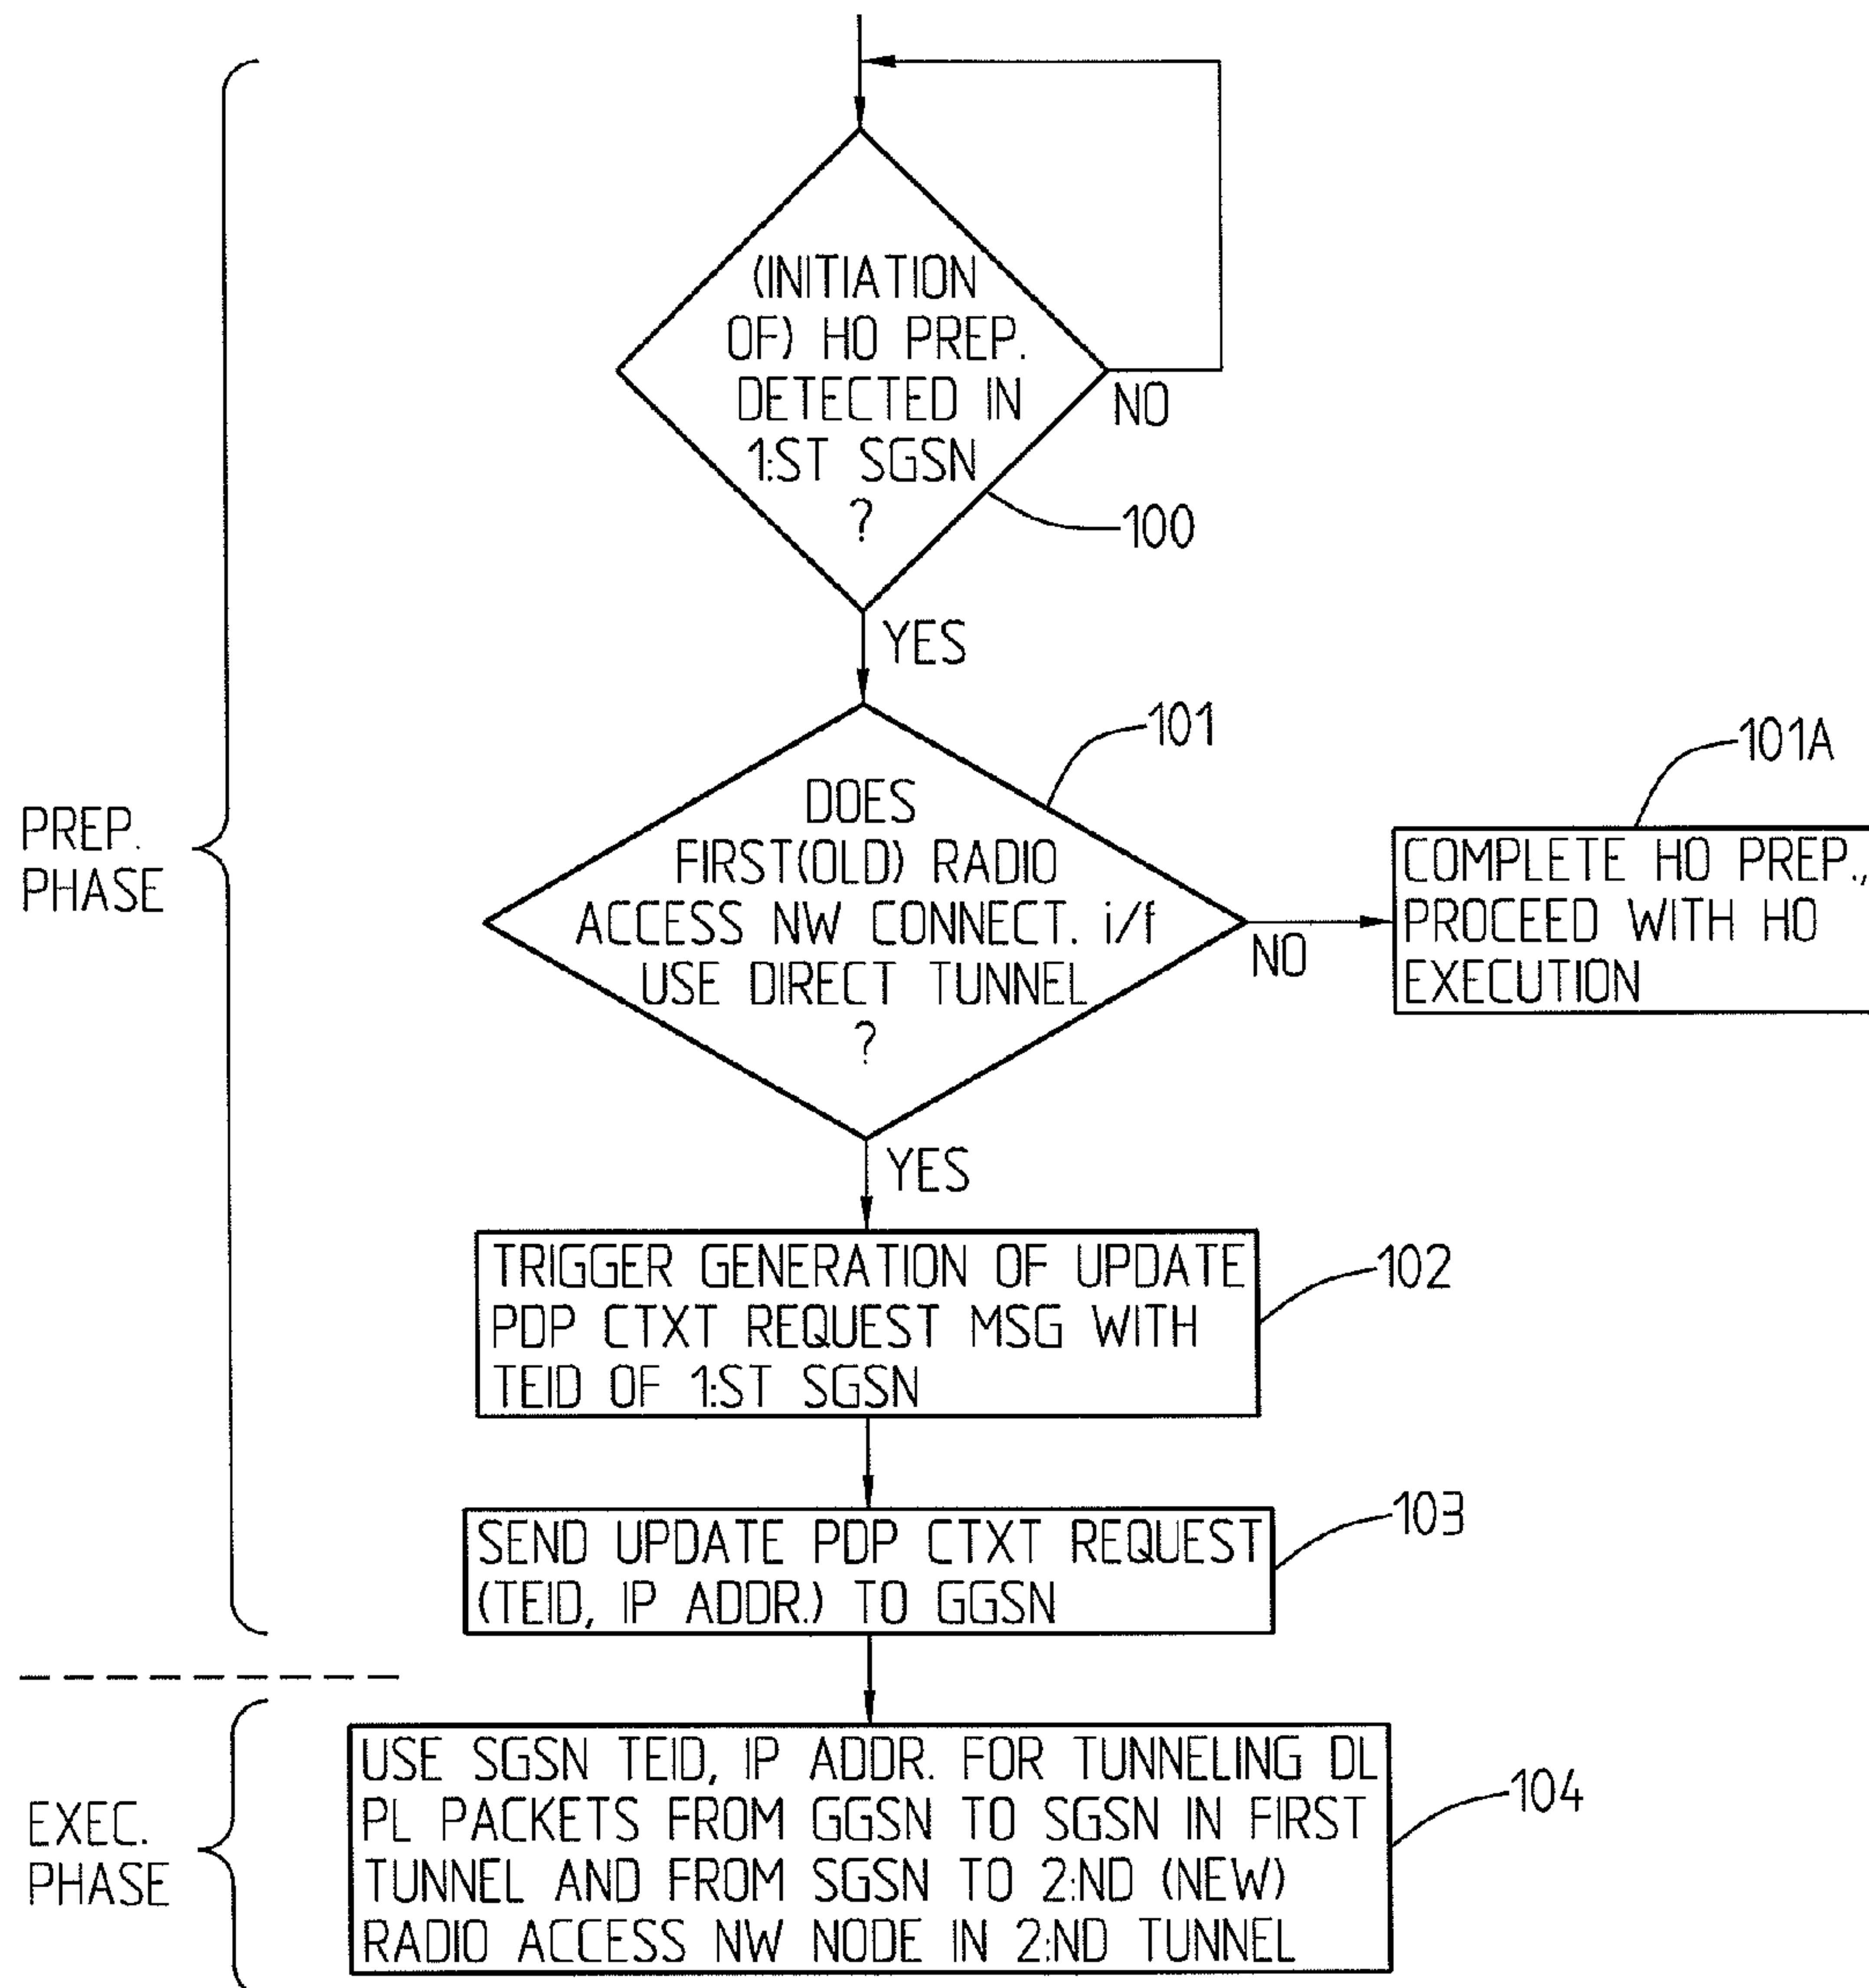 (INITIATION
OF) HO PREP.
DETECTED IN
1:ST SGSN
?
NO
100
YES
101
DOES
FIRST(OLD) RADIO
ACCESS NW CONNECT. i/f
USE DIRECT TUNNEL
?
NO
101A
COMPLETE HO PREP.,
PROCEED WITH HO
EXECUTION
PREP.
PHASE
YES
TRIGGER GENERATION OF UPDATE
PDP CTXT REQUEST MSG WITH
TEID OF 1:ST SGSN
102
SEND UPDATE PDP CTXT REQUEST
(TEID, IP ADDR.) TO GGSN
103
EXEC.
PHASE
USE SGSN TEID, IP ADDR. FOR TUNNELING DL
PL PACKETS FROM GGSN TO SGSN IN FIRST
TUNNEL AND FROM SGSN TO 2:ND (NEW)
RADIO ACCESS NW NODE IN 2:ND TUNNEL
104